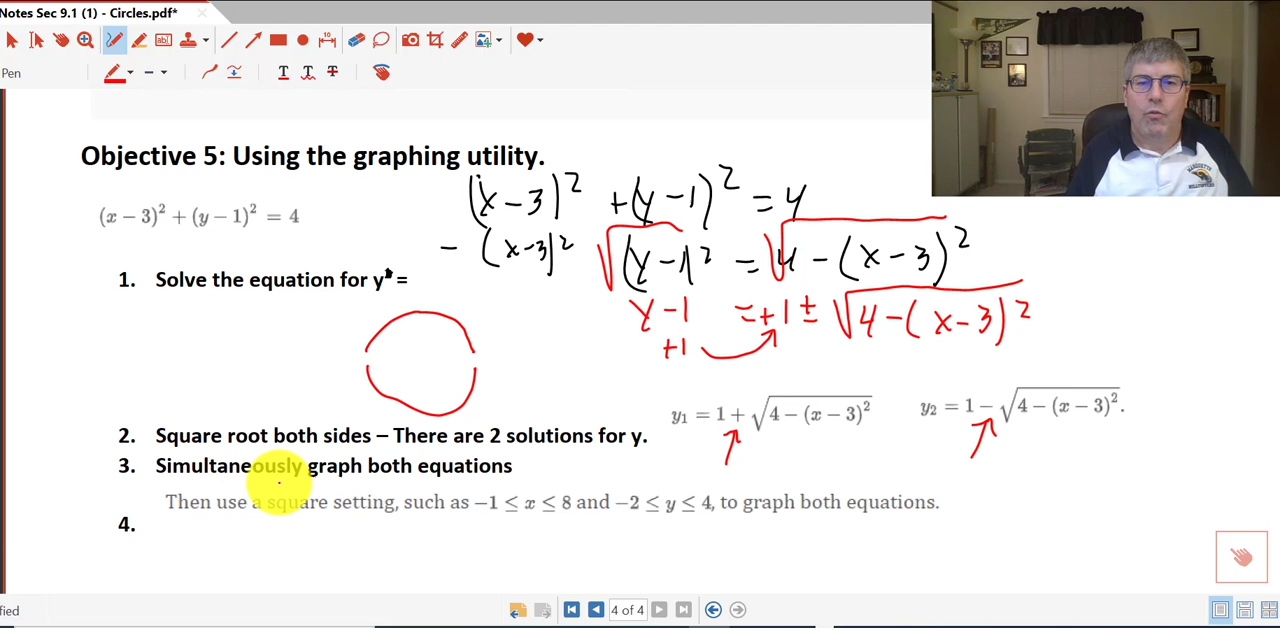 Notes Sec 9.1 (1) - Circles.pdf*
Pen
Objective 5: Using the graphing utility.
(x − 3)² + (y − 1)² = 4
(x − 3)² + (y − 1)² = 4
− (x − 3)² √(y − 1)² = √4 − (x − 3)²
1. Solve the equation for y =
y − 1 = +1 ± √4 − (x − 3)²
+1
y₁ = 1 + √4 − (x − 3)² y₂ = 1 − √4 − (x − 3)².
2. Square root both sides – There are 2 solutions for y.
3. Simultaneously graph both equations
Then use a square setting, such as −1 ≤ x ≤ 8 and −2 ≤ y ≤ 4, to graph both equations.
4.
fied
4 of 4